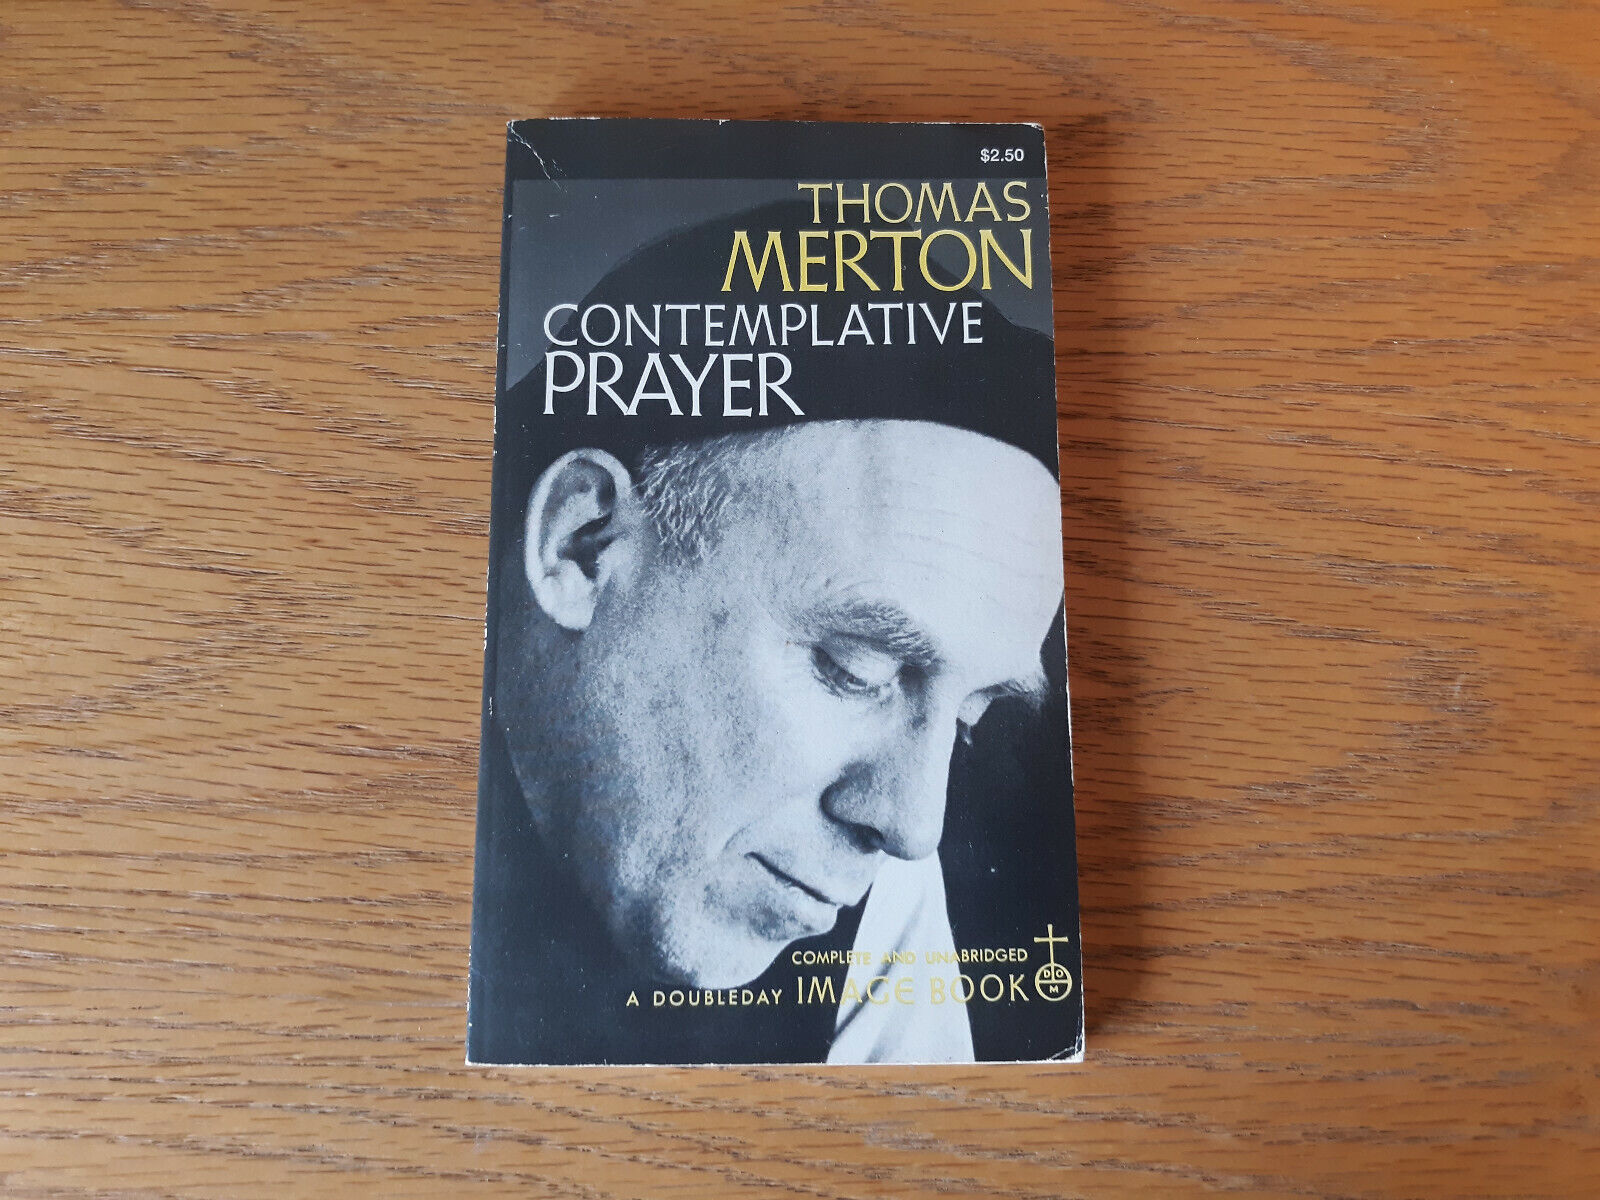 $2.50
THOMAS
MERTON
CONTEMPLATIVE
PRAYER
COMPLETE AND UNABRIDGED
A DOUBLEDAY IMAGE BOOK
D O
M